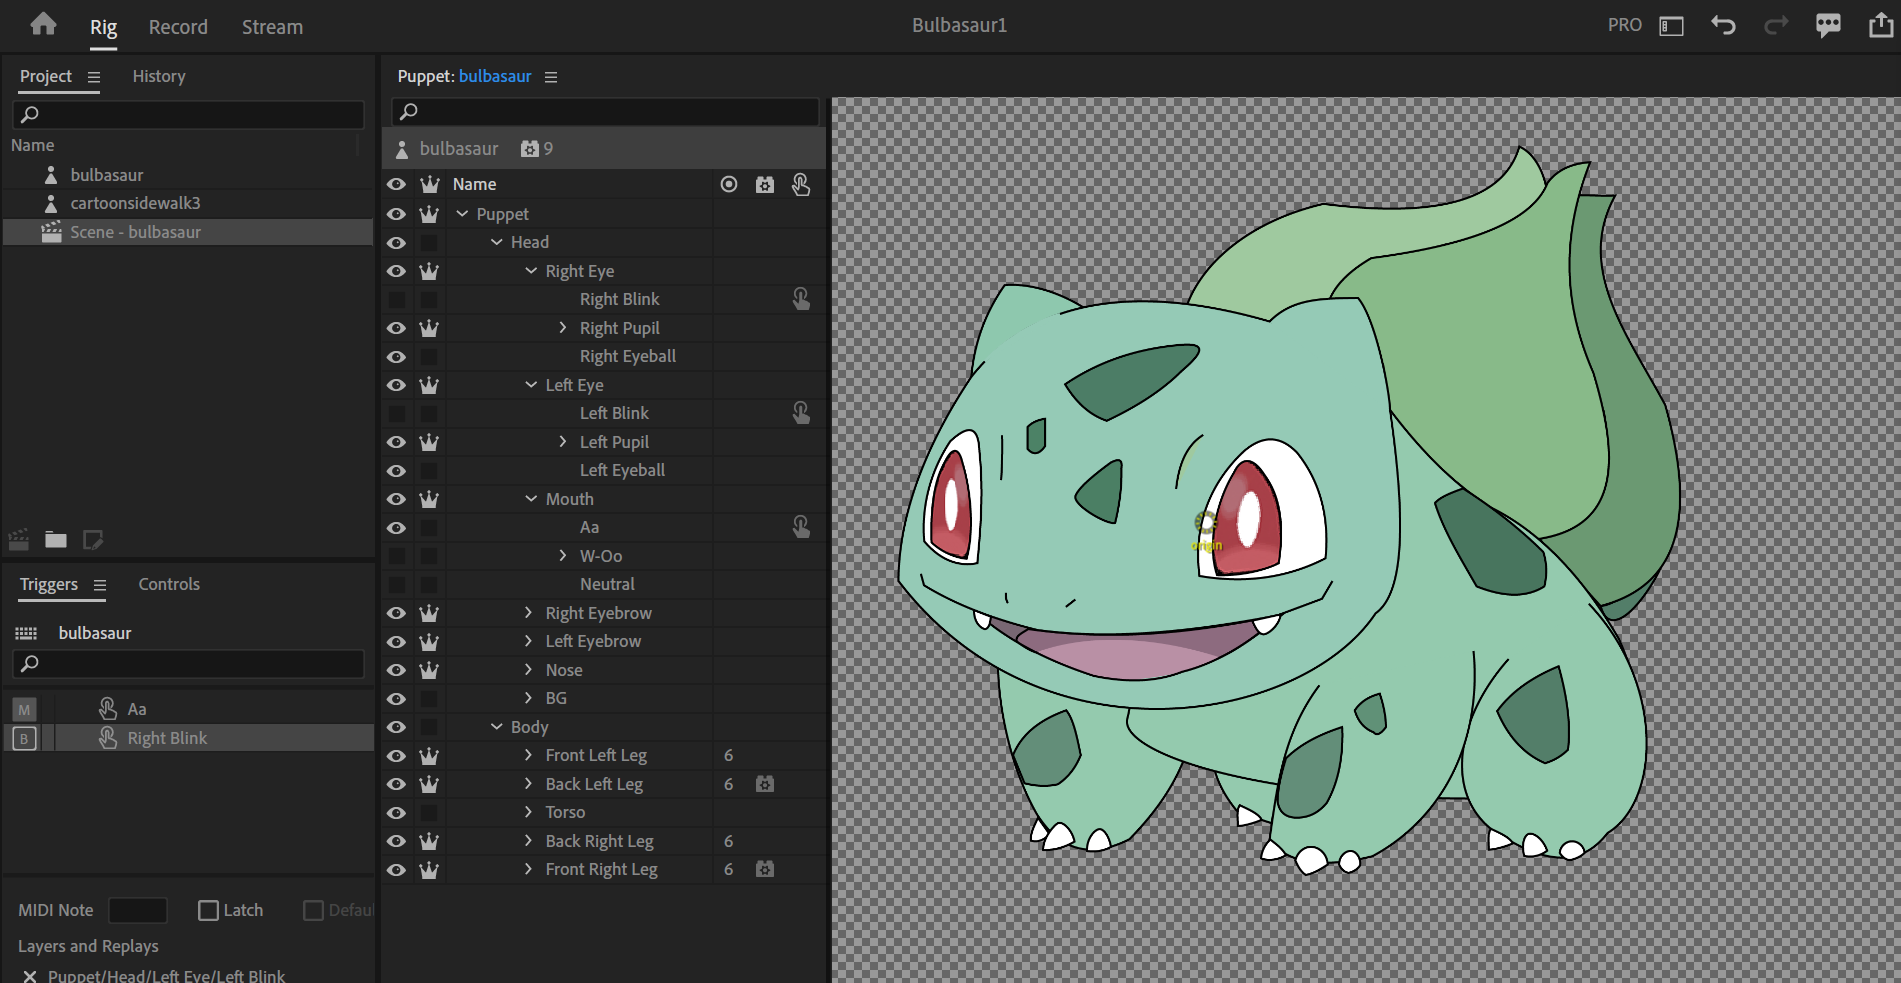 Rig Record Stream Bulbasaur1 PRO
Project History
Name
bulbasaur
cartoonsidewalk3
Scene - bulbasaur
Triggers Controls
bulbasaur
M Aa
B Right Blink
MIDI Note Latch Defau
Layers and Replays
Puppet/Head/Left Eye/Left Blink
Puppet: bulbasaur
bulbasaur 9
Name
Puppet
Head
Right Eye
Right Blink
Right Pupil
Right Eyeball
Left Eye
Left Blink
Left Pupil
Left Eyeball
Mouth
Aa
W-Oo
Neutral
Right Eyebrow
Left Eyebrow
Nose
BG
Body
Front Left Leg 6
Back Left Leg 6
Torso
Back Right Leg 6
Front Right Leg 6
origin